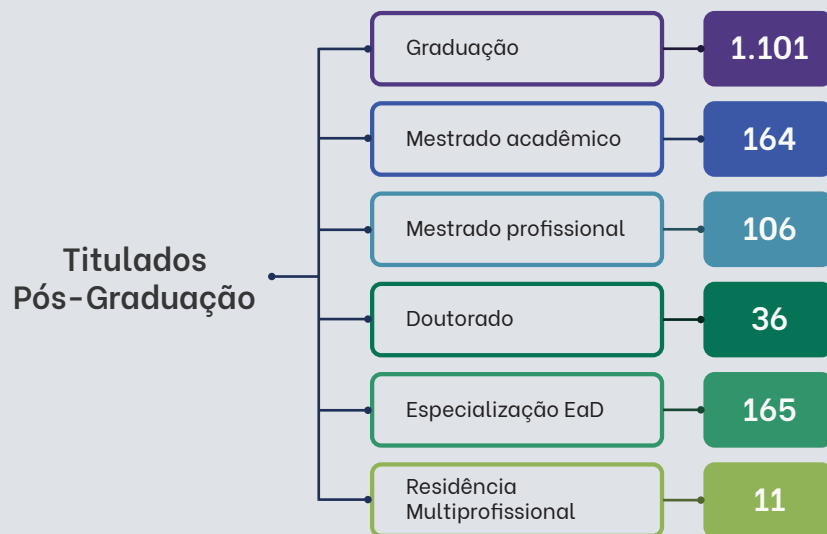 Titulados
Pós-Graduação
Graduação
1.101
Mestrado acadêmico
164
Mestrado profissional
106
Doutorado
36
Especialização EaD
165
Residência
Multiprofissional
11